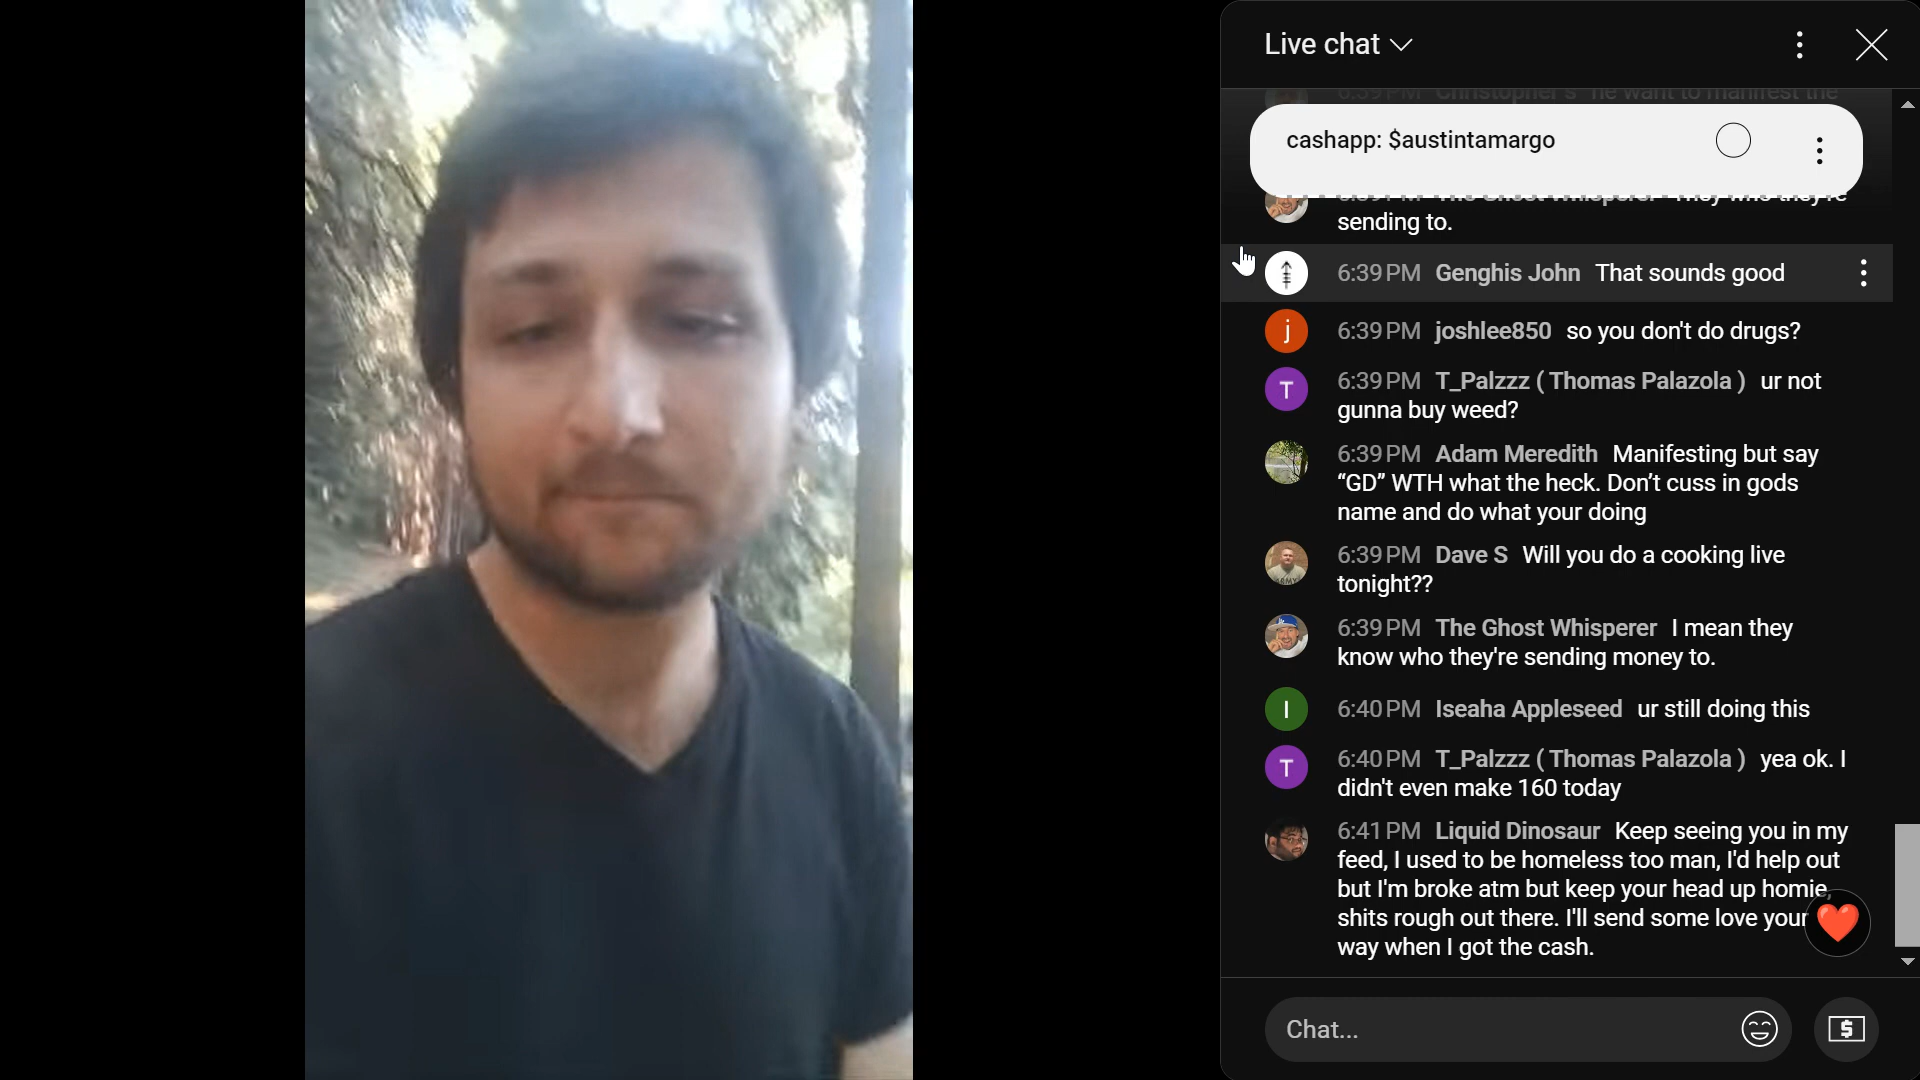 Live chat
cashapp: $austintamargo
sending to.
6:39 PM Genghis John That sounds good
6:39 PM joshlee850 so you don't do drugs?
6:39 PM T_Palzzz ( Thomas Palazola ) ur not
gunna buy weed?
6:39 PM Adam Meredith Manifesting but say
“GD” WTH what the heck. Don’t cuss in gods
name and do what your doing
6:39 PM Dave S Will you do a cooking live
tonight??
6:39 PM The Ghost Whisperer I mean they
know who they're sending money to.
6:40 PM Iseaha Appleseed ur still doing this
6:40 PM T_Palzzz ( Thomas Palazola ) yea ok. I
didn't even make 160 today
6:41 PM Liquid Dinosaur Keep seeing you in my
feed, I used to be homeless too man, I'd help out
but I'm broke atm but keep your head up homie,
shits rough out there. I'll send some love your
way when I got the cash.
Chat...